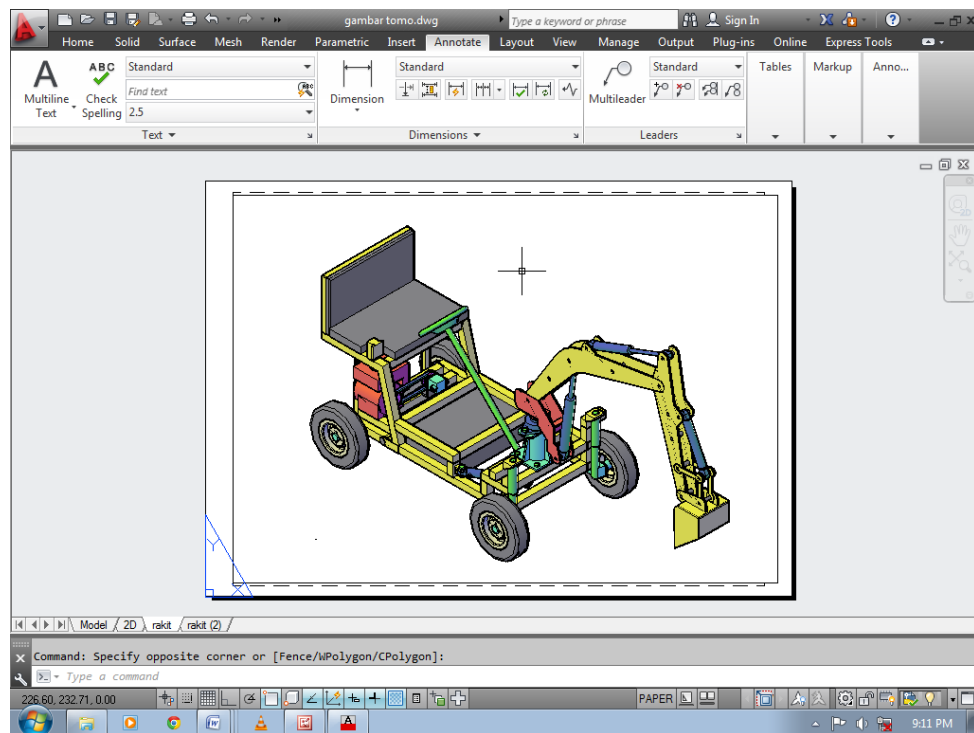 gambar tomo.dwg
Type a keyword or phrase
Sign In
Home Solid Surface Mesh Render Parametric Insert Annotate Layout View Manage Output Plug-ins Online Express Tools
A ABC Standard
Find text ABC
Multiline Text
Check Spelling
2.5
Text
Dimension
Standard
Dimensions
Multileader
Standard
Leaders
Tables Markup Anno...
2D
Y
X
Model 2D rakit rakit (2)
Command: Specify opposite corner or [Fence/WPolygon/CPolygon]:
Type a command
226.60, 232.71, 0.00 PAPER
9:11 PM